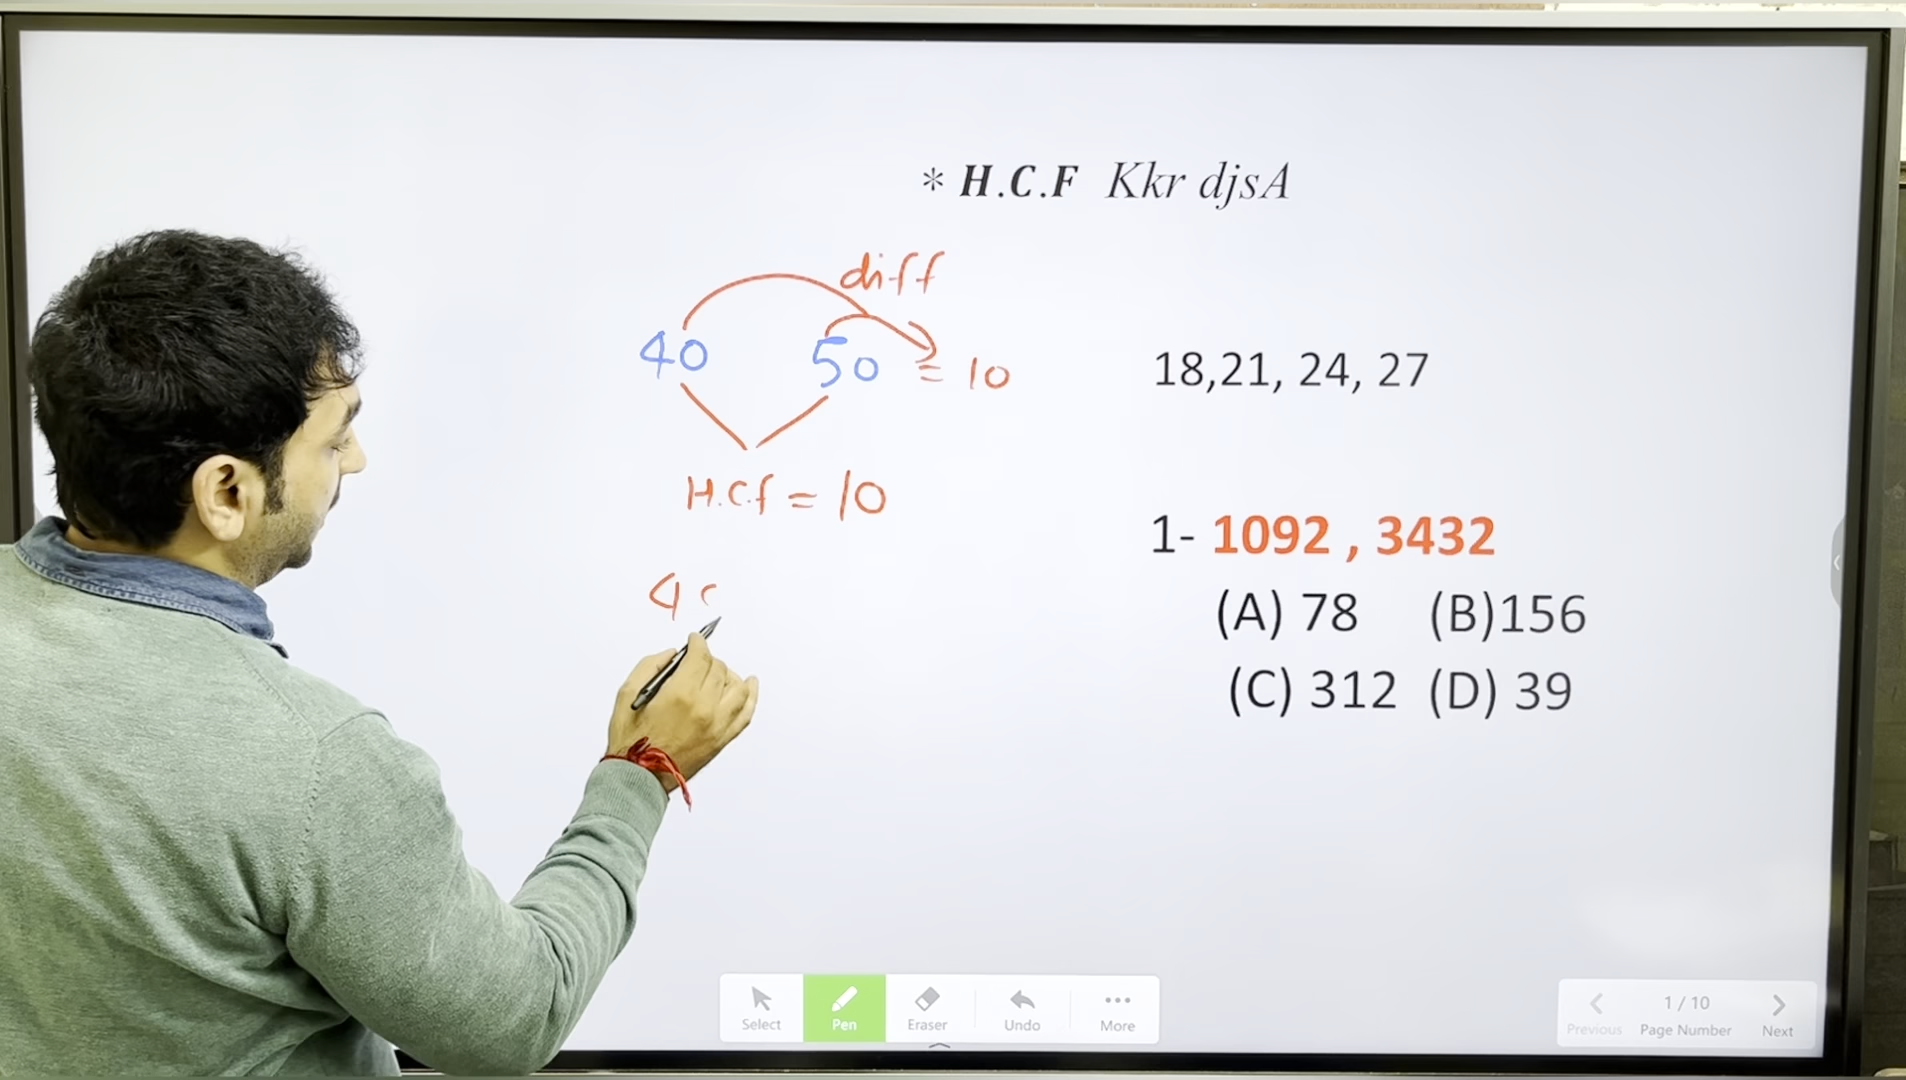 * H.C.F Kkr djsA
diff
40 50 = 10
H.C.f = 10
4
18,21, 24, 27
1- 1092 , 3432
(A) 78 (B)156
(C) 312 (D) 39
Select Pen Eraser Undo More
1 / 10
Previous Page Number Next